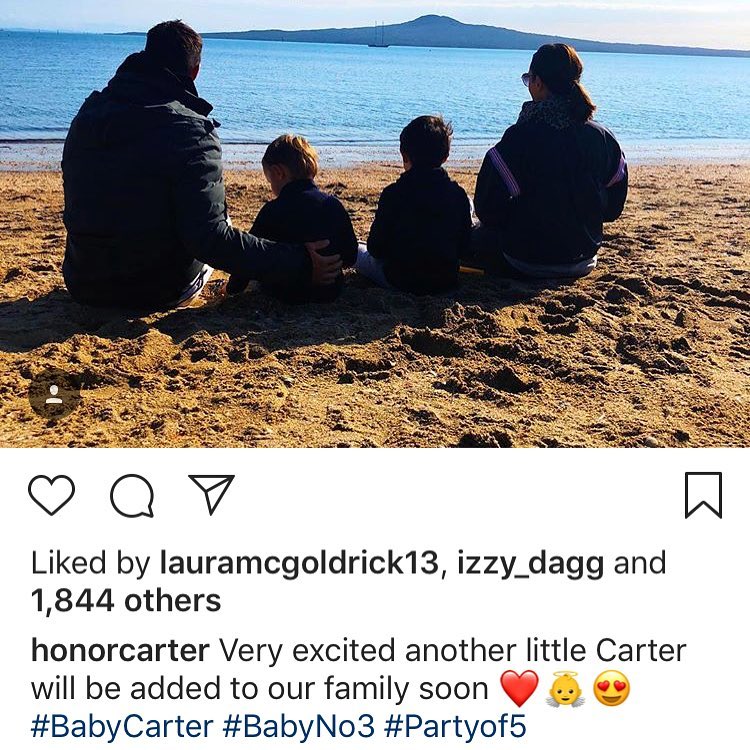 Liked by lauramcgoldrick13, izzy_dagg and
1,844 others
honorcarter Very excited another little Carter
will be added to our family soon ❤️👼😍
#BabyCarter #BabyNo3 #Partyof5